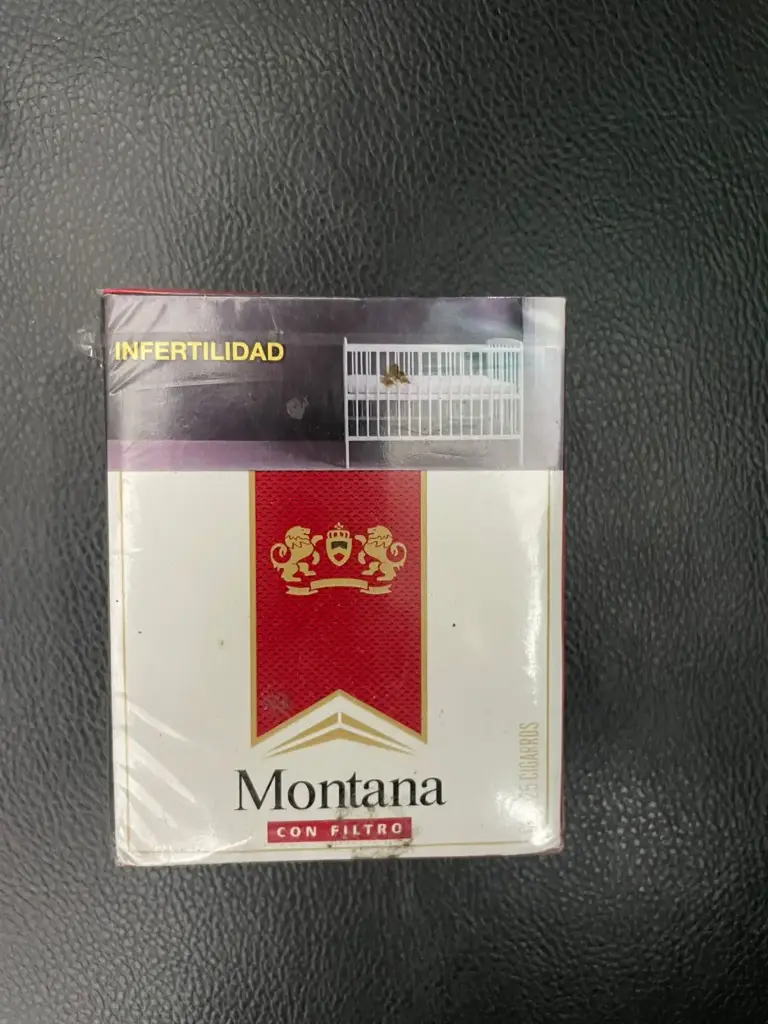 INFERTILIDAD
Montana
CON FILTRO
25 CIGARROS